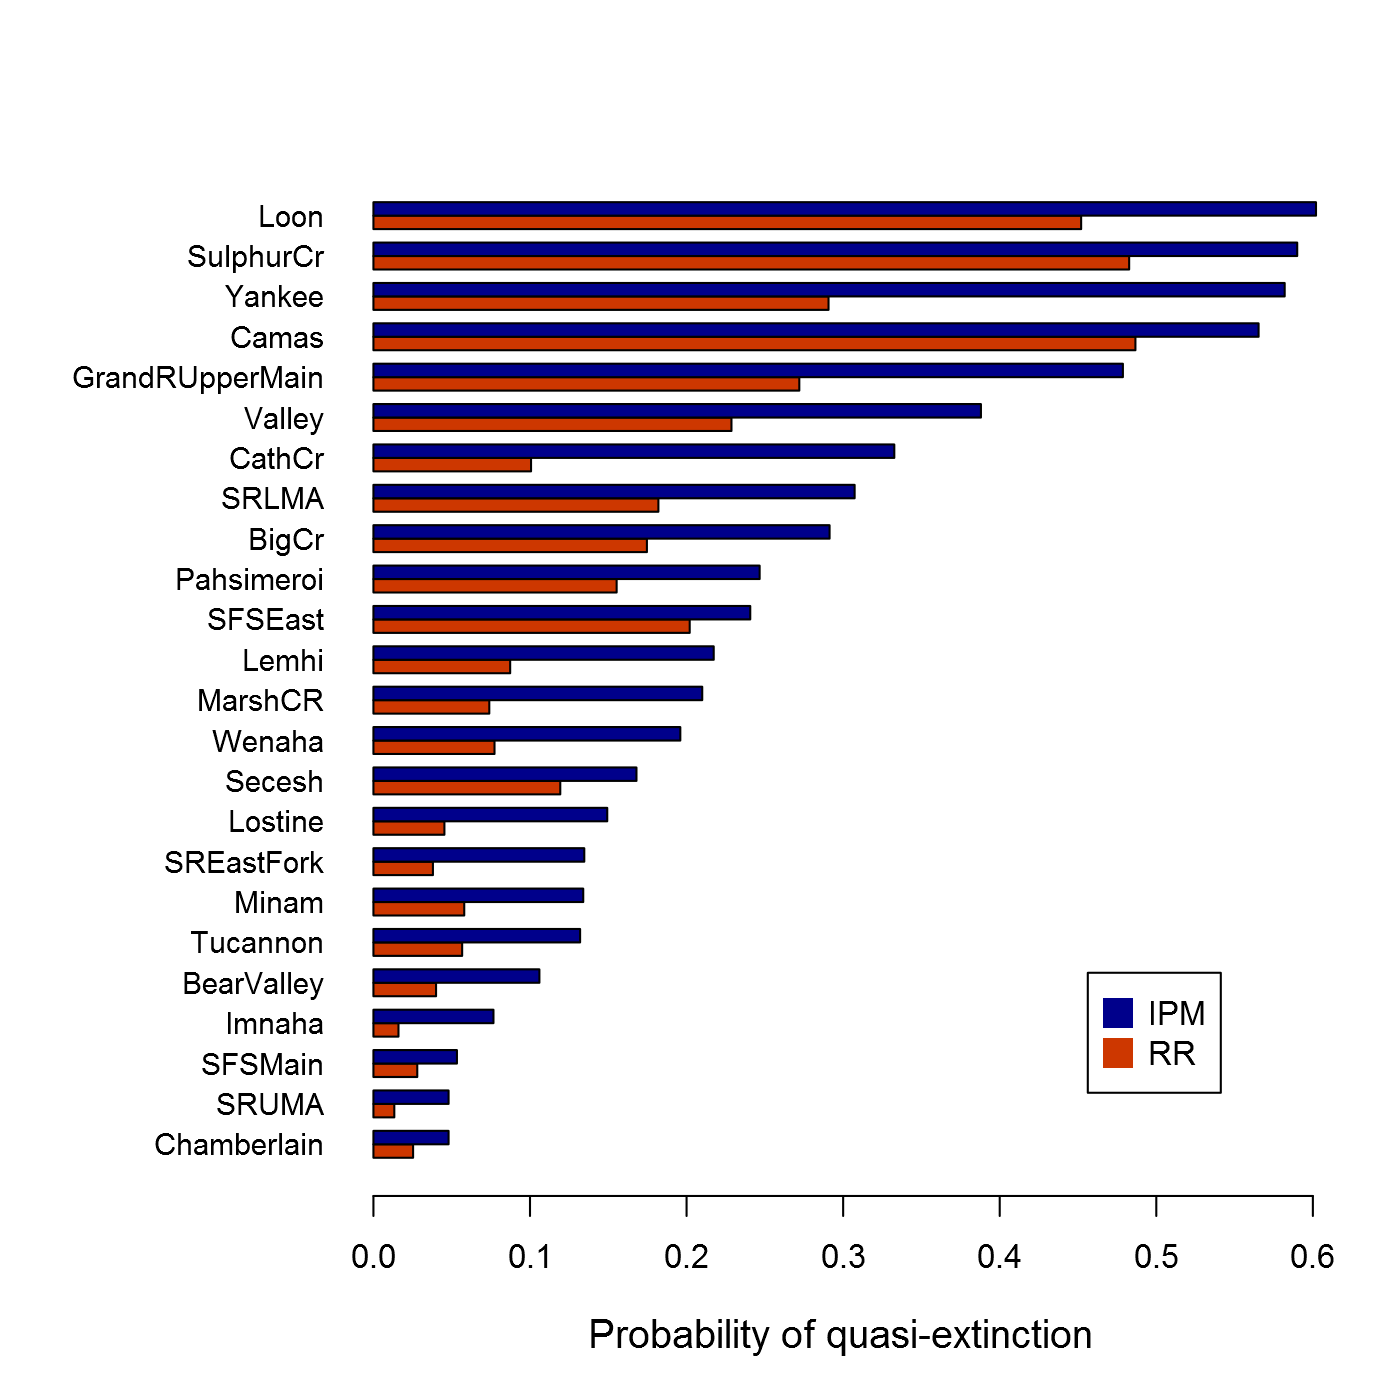 Loon
SulphurCr
Yankee
Camas
GrandRUpperMain
Valley
CathCr
SRLMA
BigCr
Pahsimeroi
SFSEast
Lemhi
MarshCR
Wenaha
Secesh
Lostine
SREastFork
Minam
Tucannon
BearValley
Imnaha
SFSMain
SRUMA
Chamberlain
IPM
RR
0.0 0.1 0.2 0.3 0.4 0.5 0.6
Probability of quasi-extinction